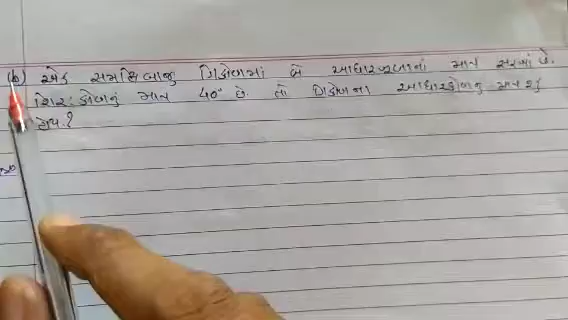 (b) એક સમદ્વિબાજુ ત્રિકોણમાં બે આધારખૂણાનાં માપ સરખાં છે.
શિર:કોણનું માપ 40° છે. તો ત્રિકોણના આધારકોણનું માપ શું
હોય?